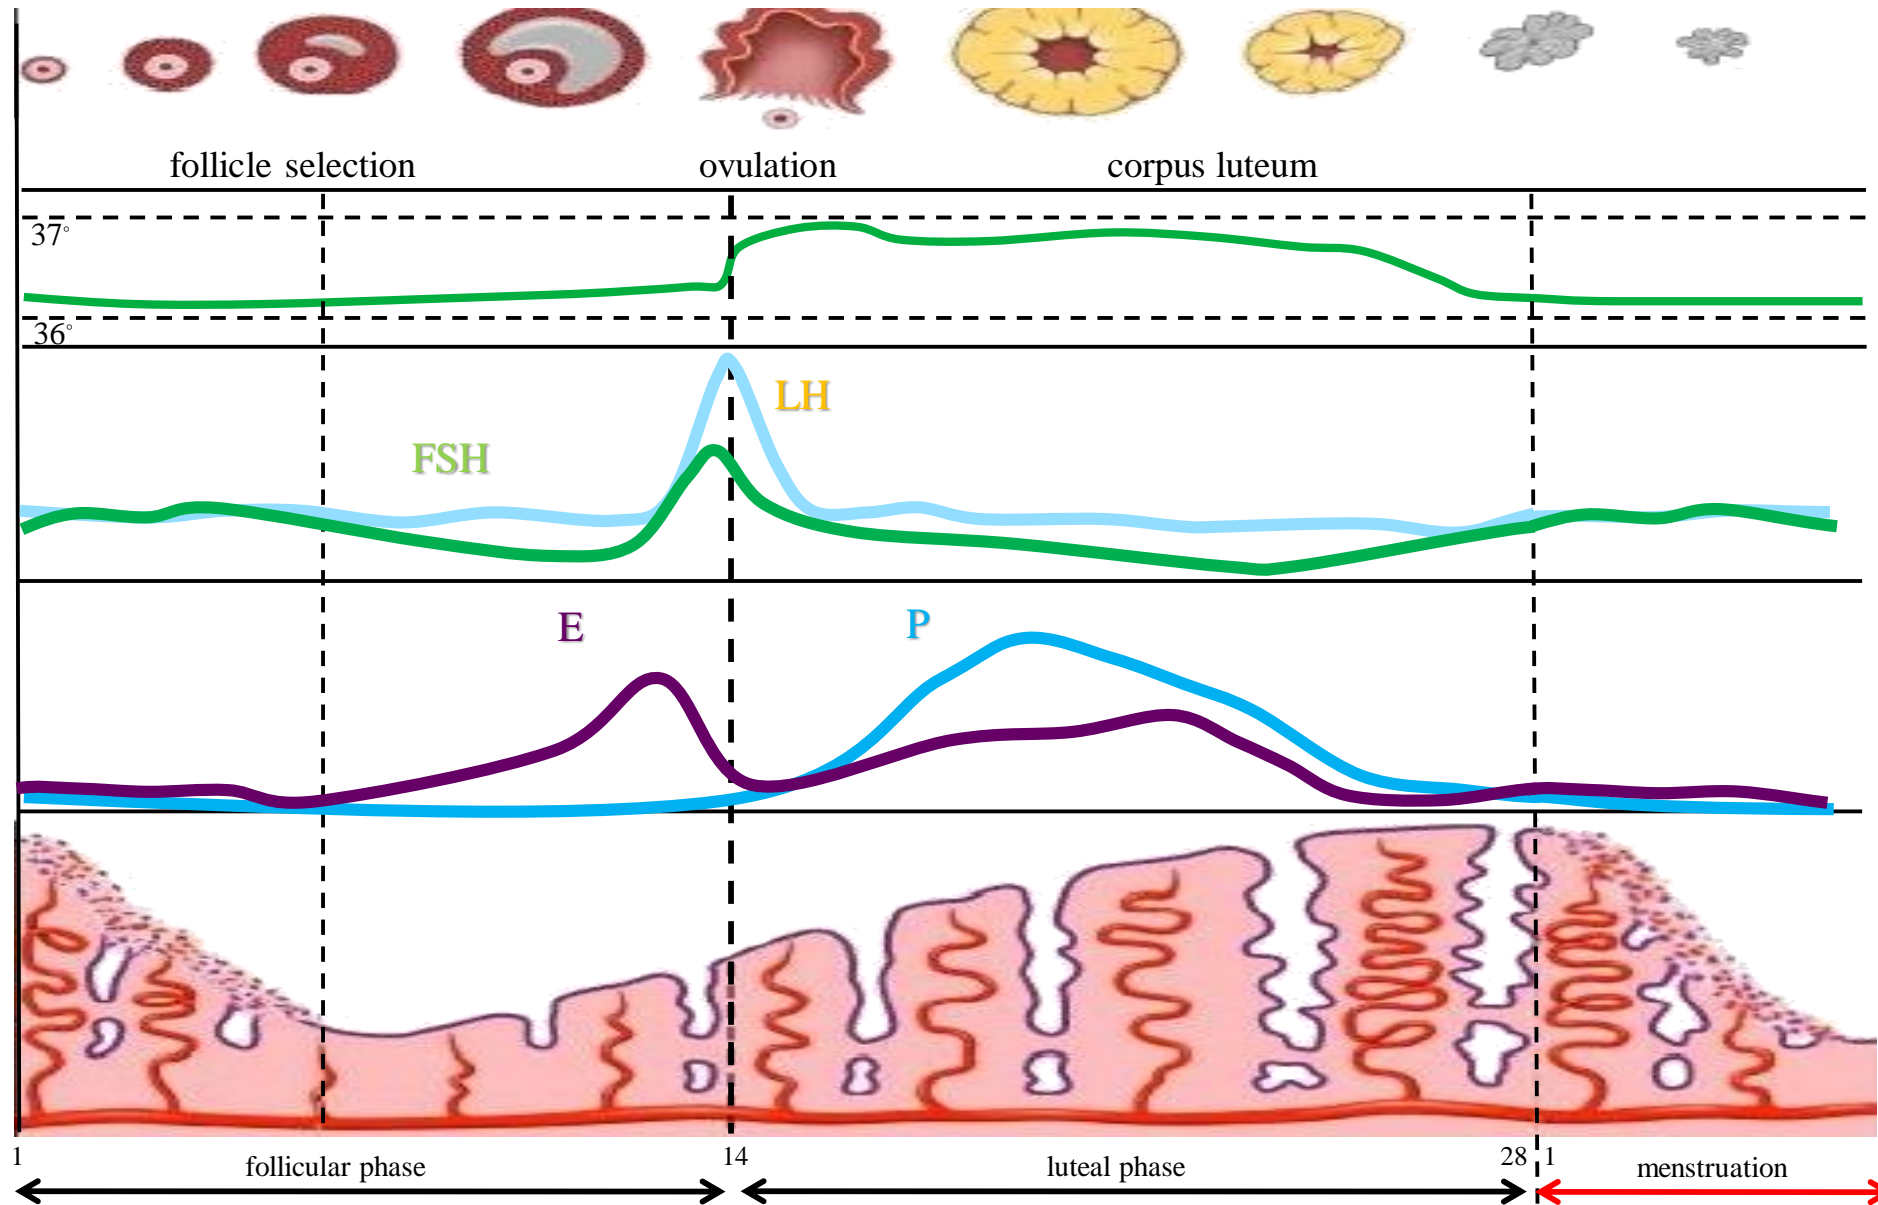 follicle selection
ovulation
corpus luteum
37°
36°
LH
FSH
E
P
1
14
28
1
follicular phase
luteal phase
menstruation